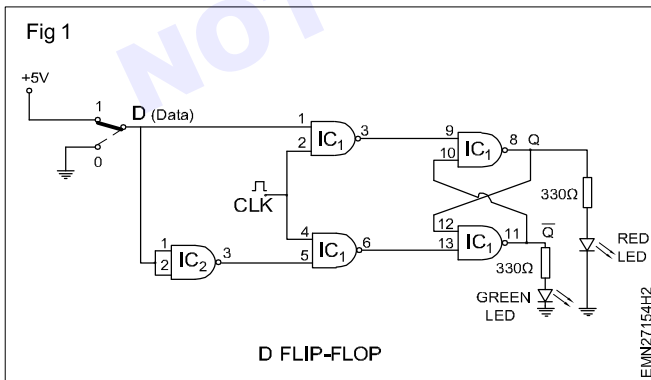 Fig 1
NOT
+5V
1
D (Data)
0
1
2
IC1
3
9
10
IC1
8
Q
CLK
330Ω
RED
LED
12
13
IC1
11
Q̅
4
5
IC1
6
1
2
IC2
3
330Ω
GREEN
LED
D FLIP-FLOP
EMN27154H2